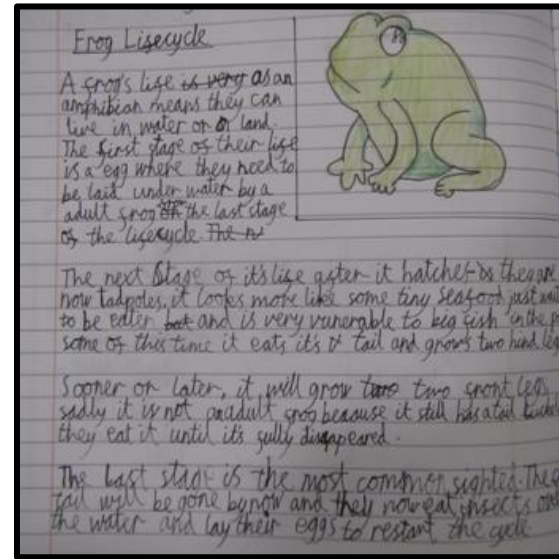 Frog Lifecycle
A frog's life is very as an
amphibian means they can
live in water or on land.
The first stage of their life
is a egg where they need to
be laid under water by a
adult frog the last stage
of the lifecycle. The n
The next stage of it's life after it hatches is they are
now tadpoles, it looks more like some tiny seafood just
to be eaten but and is very vunerable to big fish in the
some of this time it eats it's tail and grows two hind
Sooner or later, it will grow two two front legs
sadly it is not an adult frog beacuse it still has a tail
they eat it until it's fully disappeared.
The last stage is the most common sighted. The
tail will be gone by now and they now eat insects on
the water and lay their eggs to restart the cycle